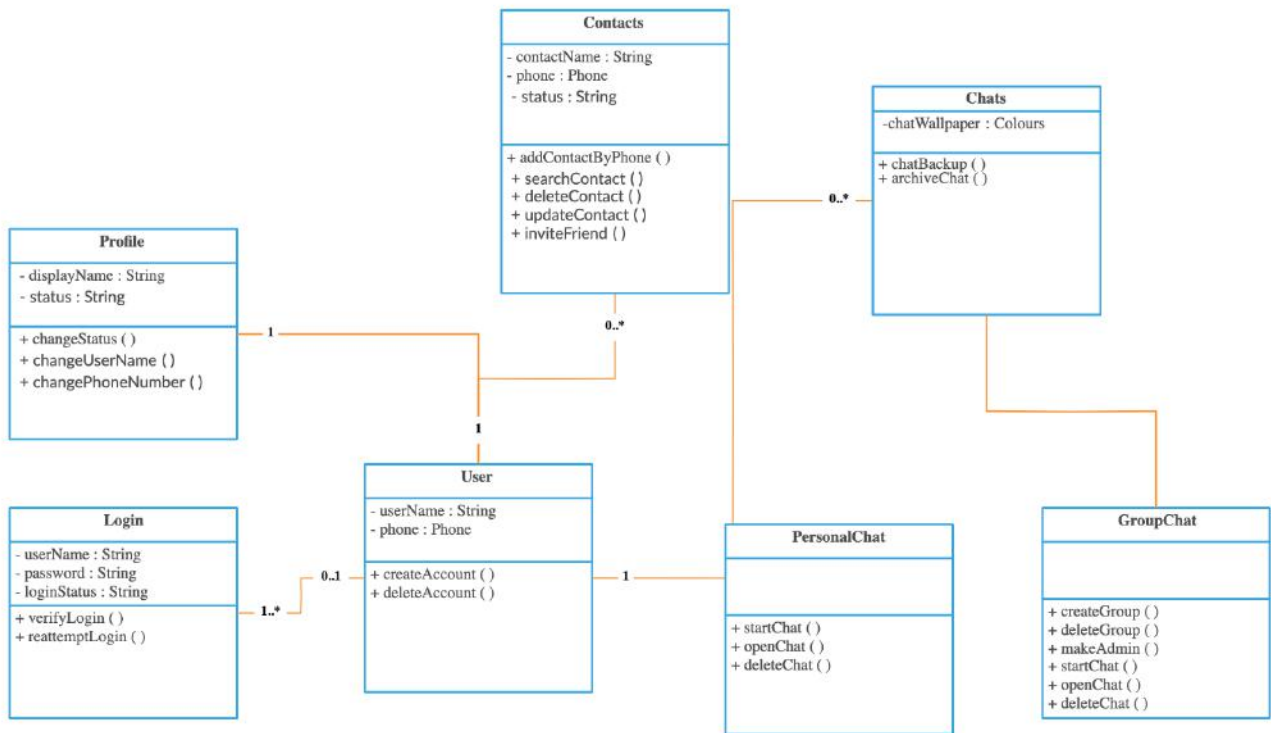 Contacts
- contactName : String
- phone : Phone
- status : String
+ addContactByPhone ( )
+ searchContact ( )
+ deleteContact ( )
+ updateContact ( )
+ inviteFriend ( )
0..*
Chats
-chatWallpaper : Colours
+ chatBackup ( )
+ archiveChat ( )
0..*
Profile
- displayName : String
- status : String
+ changeStatus ( )
+ changeUserName ( )
+ changePhoneNumber ( )
1
1
User
- userName : String
- phone : Phone
+ createAccount ( )
+ deleteAccount ( )
Login
- userName : String
- password : String
- loginStatus : String
+ verifyLogin ( )
+ reattemptLogin ( )
1..*
0..1
1
PersonalChat
+ startChat ( )
+ openChat ( )
+ deleteChat ( )
GroupChat
+ createGroup ( )
+ deleteGroup ( )
+ makeAdmin ( )
+ startChat ( )
+ openChat ( )
+ deleteChat ( )